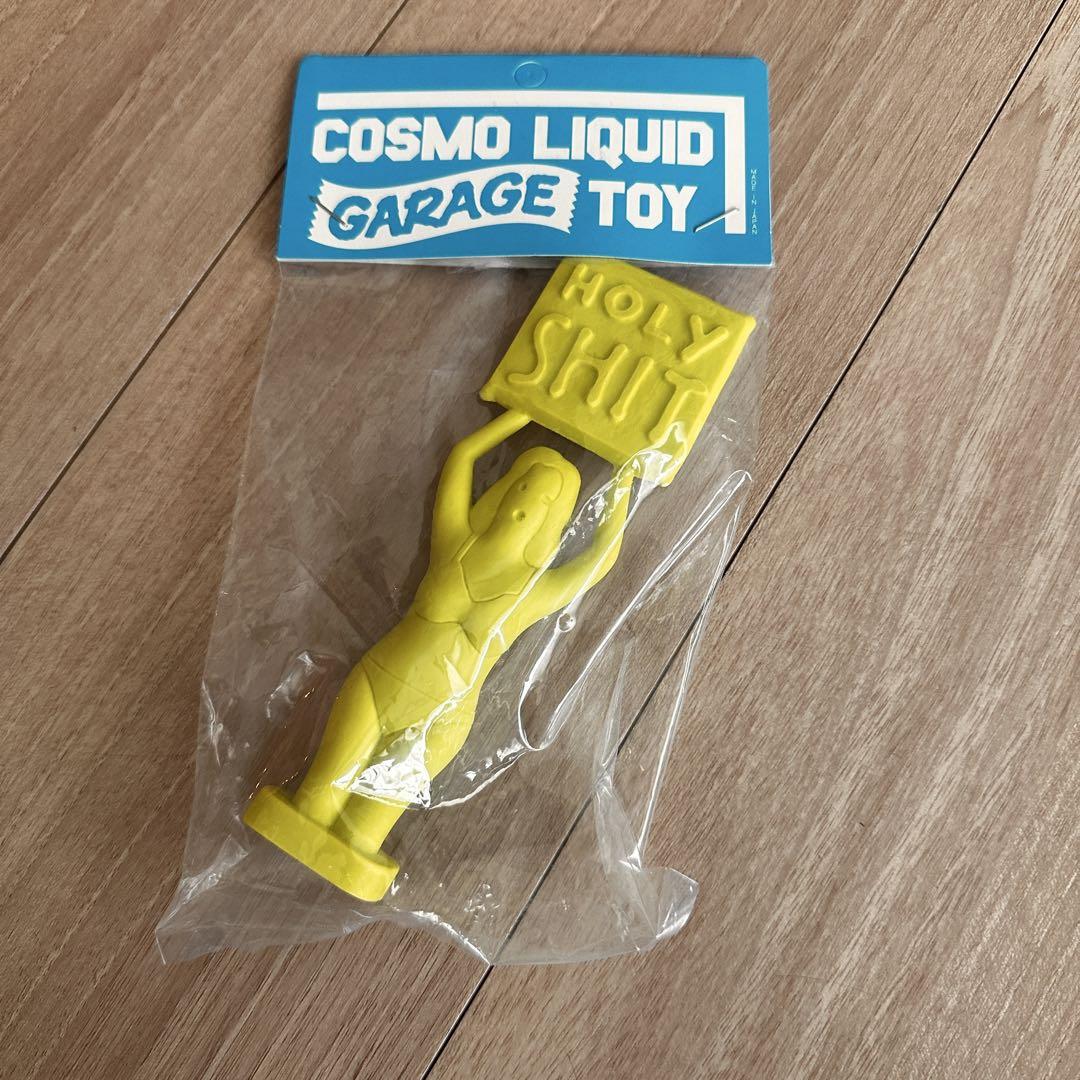 COSMO LIQUID
GARAGE TOY
MADE IN JAPAN
HOLY
SHIT